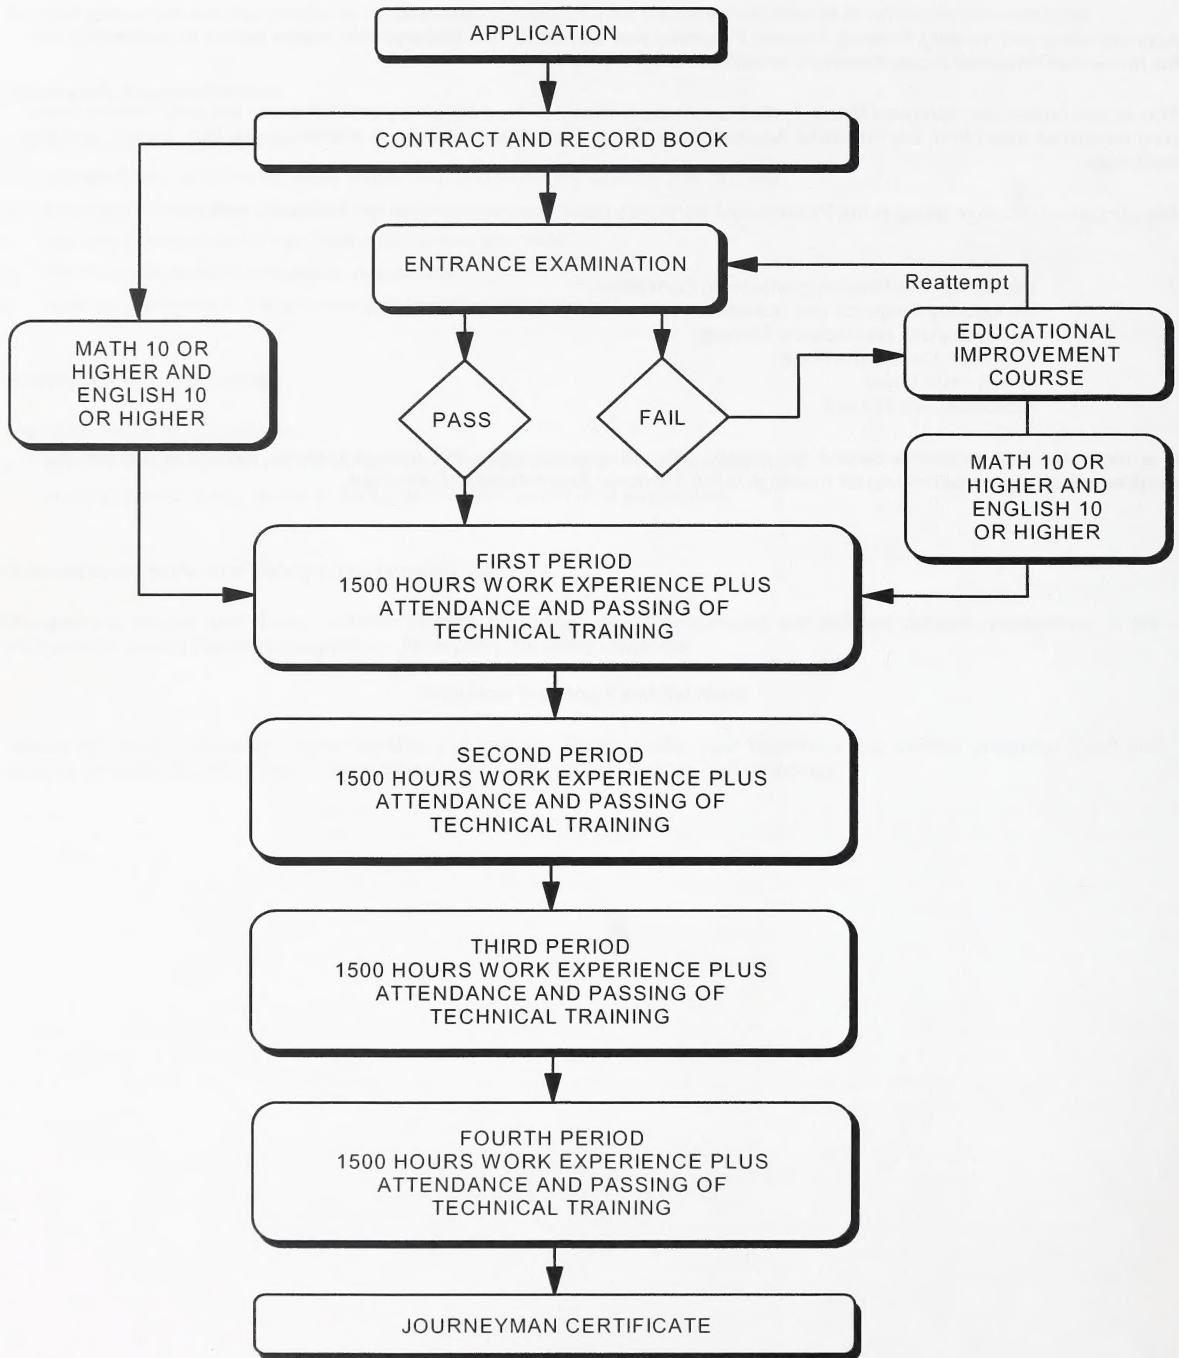 APPLICATION
CONTRACT AND RECORD BOOK
ENTRANCE EXAMINATION
Reattempt
MATH 10 OR
HIGHER AND
ENGLISH 10
OR HIGHER
PASS
FAIL
EDUCATIONAL
IMPROVEMENT
COURSE
MATH 10 OR
HIGHER AND
ENGLISH 10
OR HIGHER
FIRST PERIOD
1500 HOURS WORK EXPERIENCE PLUS
ATTENDANCE AND PASSING OF
TECHNICAL TRAINING
SECOND PERIOD
1500 HOURS WORK EXPERIENCE PLUS
ATTENDANCE AND PASSING OF
TECHNICAL TRAINING
THIRD PERIOD
1500 HOURS WORK EXPERIENCE PLUS
ATTENDANCE AND PASSING OF
TECHNICAL TRAINING
FOURTH PERIOD
1500 HOURS WORK EXPERIENCE PLUS
ATTENDANCE AND PASSING OF
TECHNICAL TRAINING
JOURNEYMAN CERTIFICATE